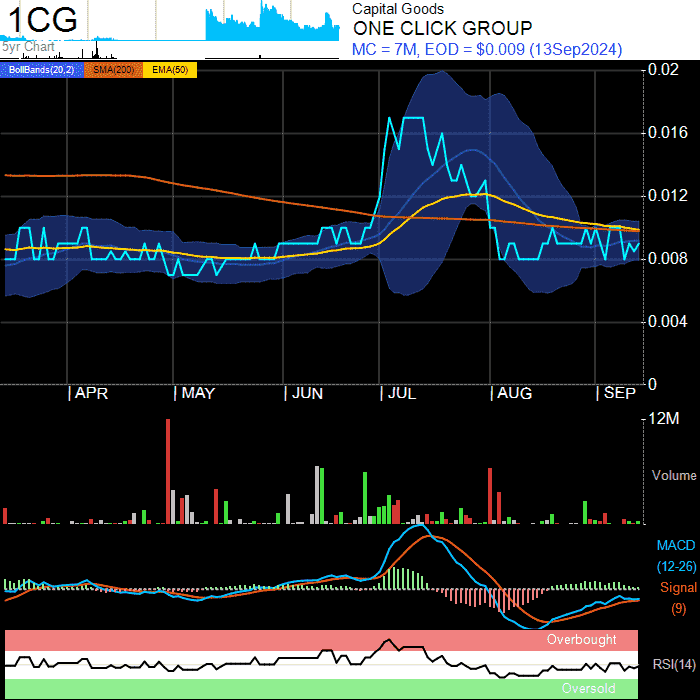 1CG
5yr Chart
Capital Goods
ONE CLICK GROUP
MC = 7M, EOD = $0.009 (13Sep2024)
BollBands(20,2) SMA(200) EMA(50)
0.02
0.016
0.012
0.008
0.004
0
APR MAY JUN JUL AUG SEP
12M
Volume
MACD
(12-26)
Signal
(9)
Overbought
RSI(14)
Oversold